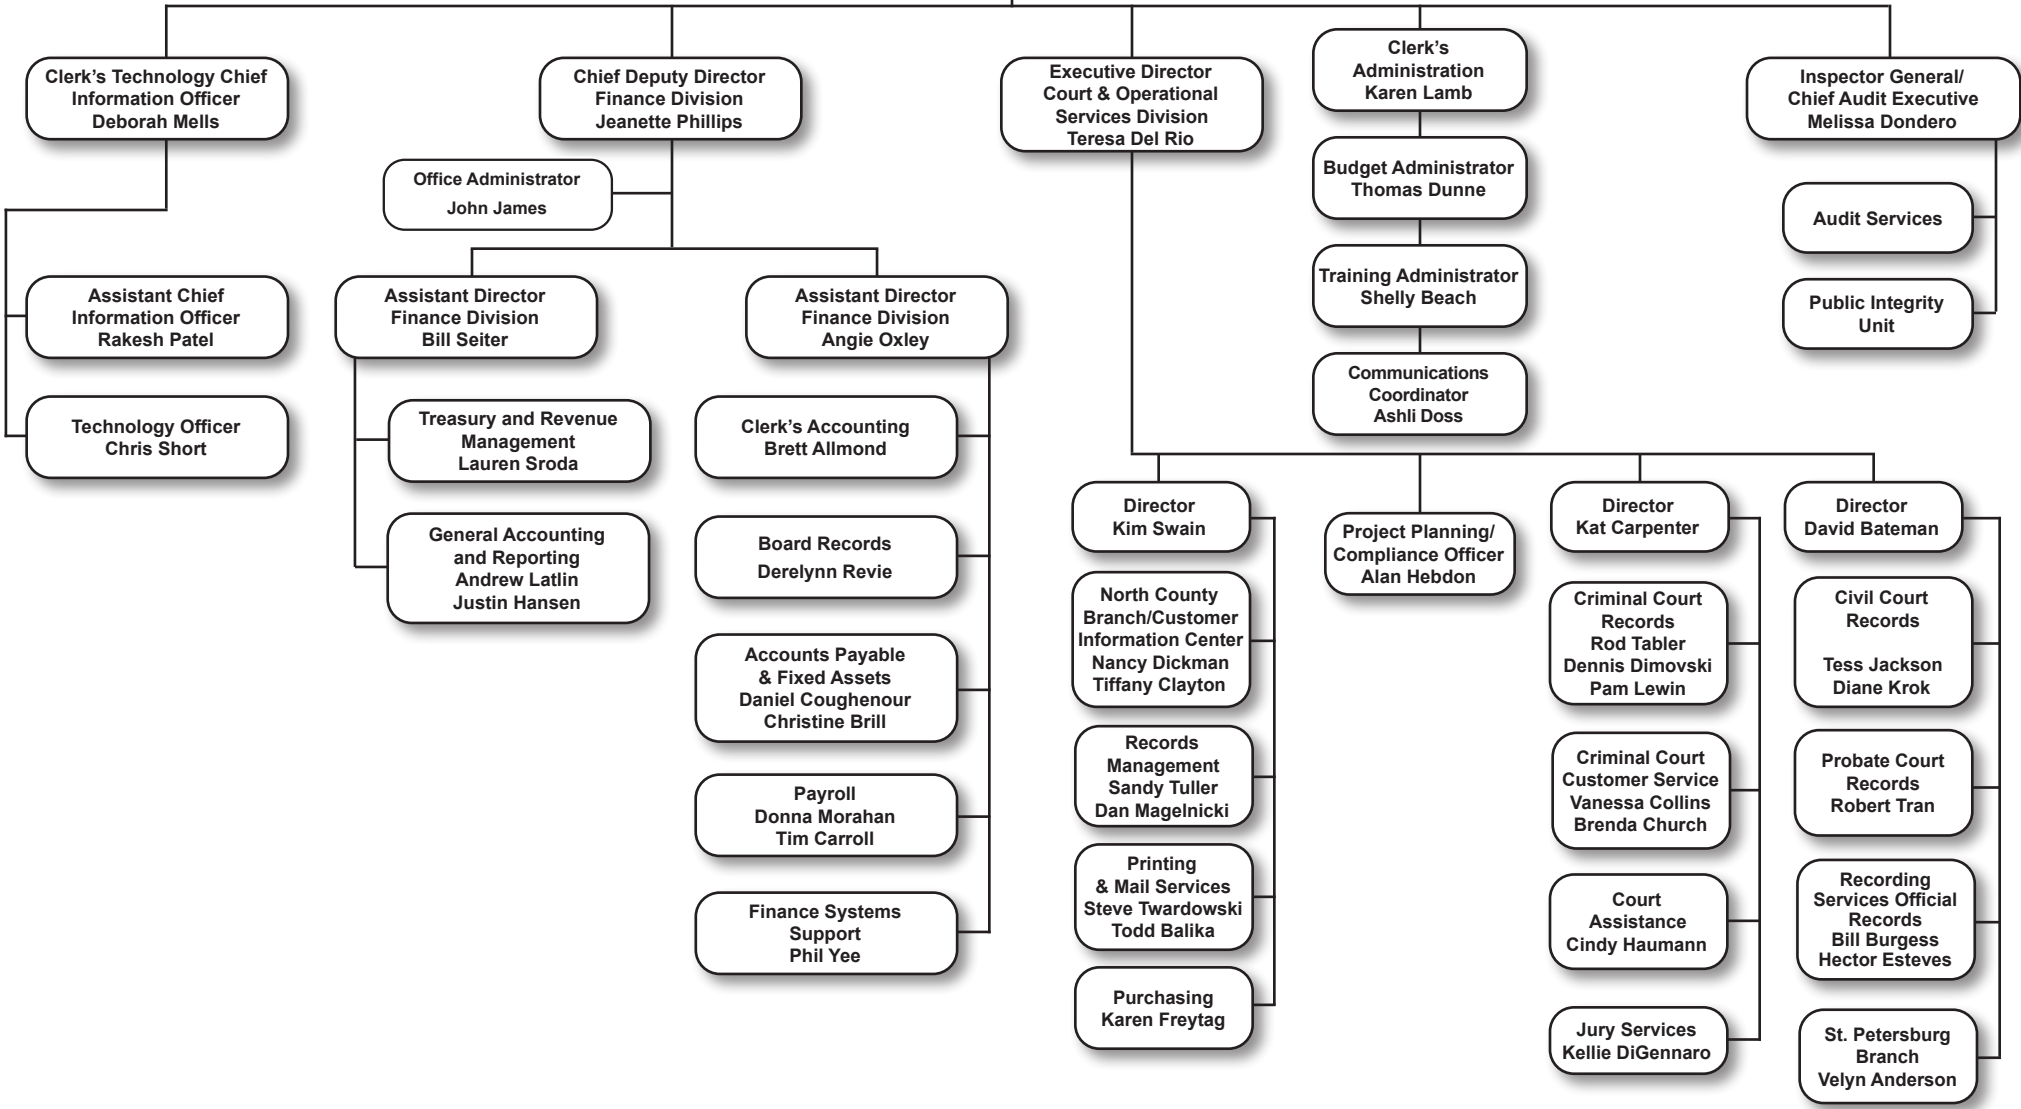 Clerk's Technology Chief
Information Officer
Deborah Mells
Chief Deputy Director
Finance Division
Jeanette Phillips
Executive Director
Court & Operational
Services Division
Teresa Del Rio
Clerk's
Administration
Karen Lamb
Inspector General/
Chief Audit Executive
Melissa Dondero
Office Administrator
John James
Budget Administrator
Thomas Dunne
Audit Services
Training Administrator
Shelly Beach
Public Integrity
Unit
Communications
Coordinator
Ashli Doss
Assistant Chief
Information Officer
Rakesh Patel
Technology Officer
Chris Short
Assistant Director
Finance Division
Bill Seiter
Treasury and Revenue
Management
Lauren Sroda
General Accounting
and Reporting
Andrew Latlin
Justin Hansen
Assistant Director
Finance Division
Angie Oxley
Clerk's Accounting
Brett Allmond
Board Records
Derelynn Revie
Accounts Payable
& Fixed Assets
Daniel Coughenour
Christine Brill
Payroll
Donna Morahan
Tim Carroll
Finance Systems
Support
Phil Yee
Director
Kim Swain
North County
Branch/Customer
Information Center
Nancy Dickman
Tiffany Clayton
Records
Management
Sandy Tuller
Dan Magelnicki
Printing
& Mail Services
Steve Twardowski
Todd Balika
Purchasing
Karen Freytag
Project Planning/
Compliance Officer
Alan Hebdon
Director
Kat Carpenter
Criminal Court
Records
Rod Tabler
Dennis Dimovski
Pam Lewin
Criminal Court
Customer Service
Vanessa Collins
Brenda Church
Court
Assistance
Cindy Haumann
Jury Services
Kellie DiGennaro
Director
David Bateman
Civil Court
Records
Tess Jackson
Diane Krok
Probate Court
Records
Robert Tran
Recording
Services Official
Records
Bill Burgess
Hector Esteves
St. Petersburg
Branch
Velyn Anderson